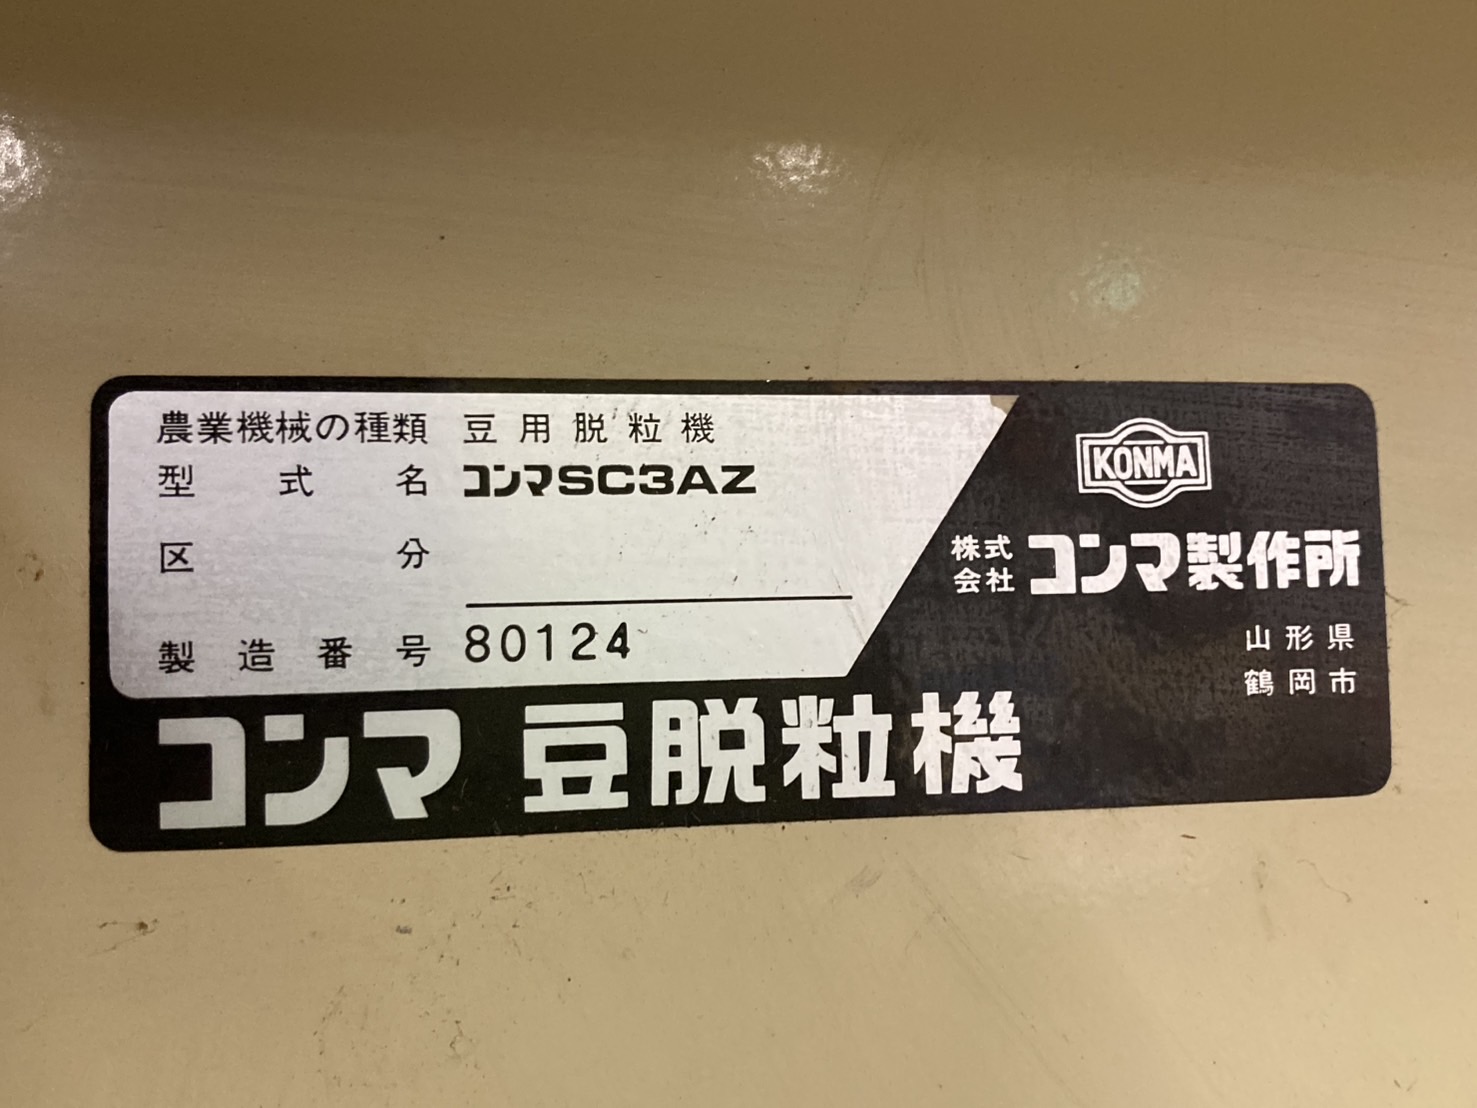 農業機械の種類 豆用脱粒機
型式名 コンマSC3AZ
区分
製造番号 80124
コンマ 豆脱粒機
KONMA
株式会社 コンマ製作所
山形県
鶴岡市